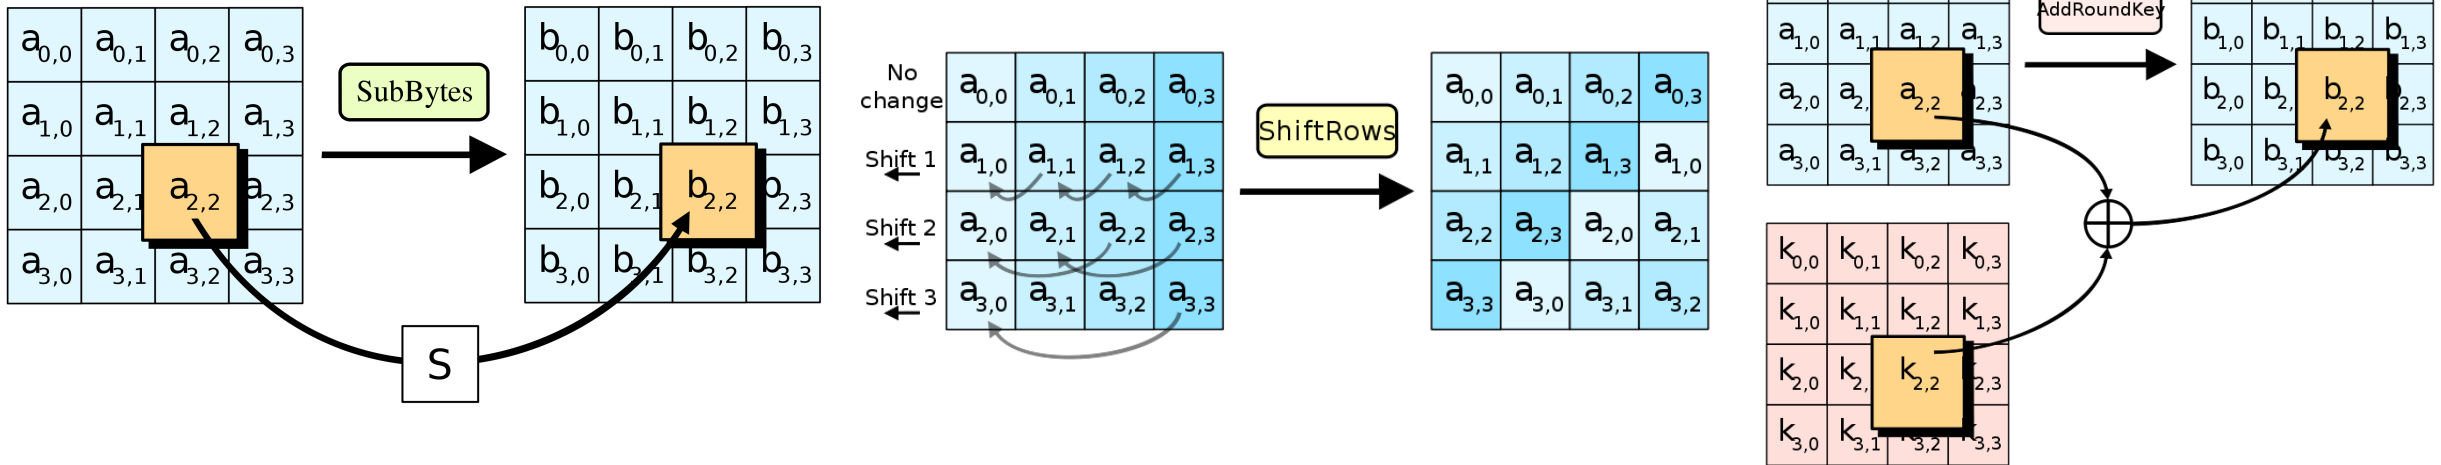 a0,0 a0,1 a0,2 a0,3
a1,0 a1,1 a1,2 a1,3
a2,0 a2,1 a2,2 a2,3
a3,0 a3,1 a3,2 a3,3
SubBytes
b0,0 b0,1 b0,2 b0,3
b1,0 b1,1 b1,2 b1,3
b2,0 b2,1 b2,2 b2,3
b3,0 b3,1 b3,2 b3,3
S
No
change
Shift 1
Shift 2
Shift 3
a0,0 a0,1 a0,2 a0,3
a1,0 a1,1 a1,2 a1,3
a2,0 a2,1 a2,2 a2,3
a3,0 a3,1 a3,2 a3,3
ShiftRows
a0,0 a0,1 a0,2 a0,3
a1,1 a1,2 a1,3 a1,0
a2,2 a2,3 a2,0 a2,1
a3,3 a3,0 a3,1 a3,2
a1,0 a1,1 a1,2 a1,3
a2,0 a2, a2,2 a2,3
a3,0 a3,1 a3,2 a3,3
AddRoundKey
b1,0 b1,1 b1,2 b1,3
b2,0 b2, b2,2 b2,3
b3,0 b3,1 b3,2 b3,3
k0,0 k0,1 k0,2 k0,3
k1,0 k1,1 k1,2 k1,3
k2,0 k2, k2,2 k2,3
k3,0 k3,1 k3,2 k3,3